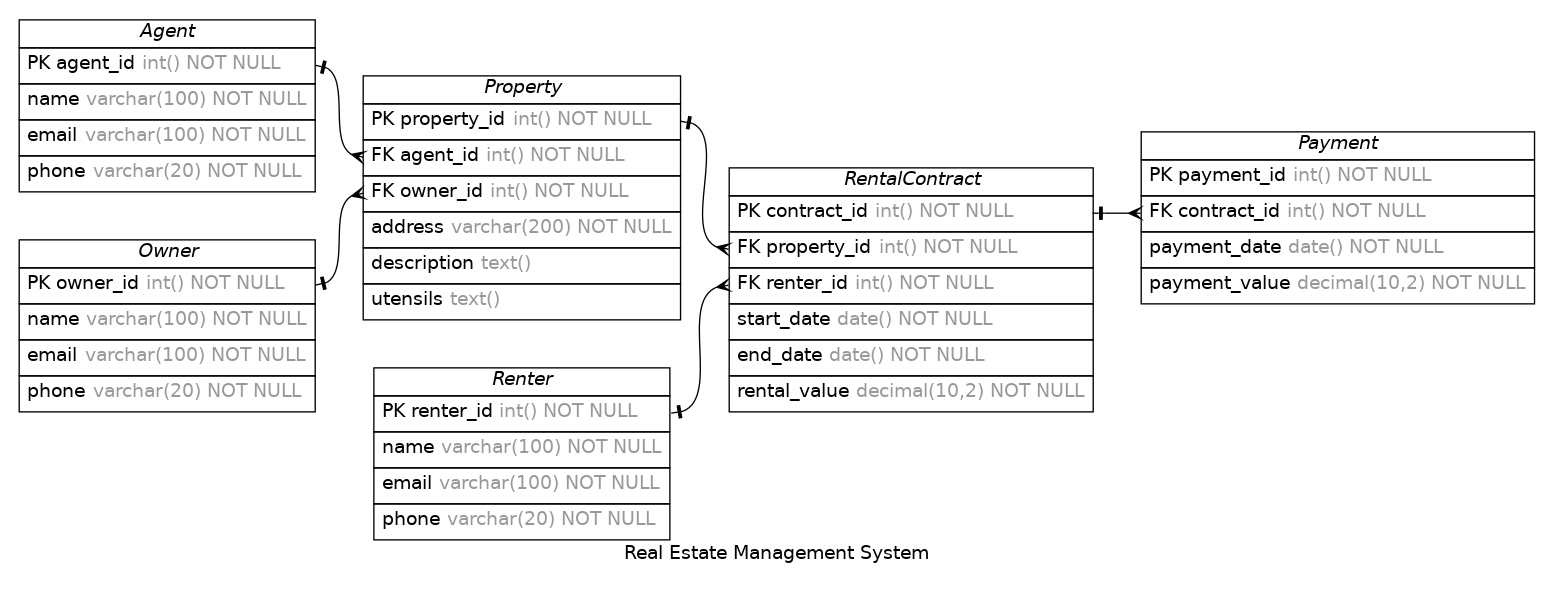 Agent
PK agent_id int() NOT NULL
name varchar(100) NOT NULL
email varchar(100) NOT NULL
phone varchar(20) NOT NULL
Owner
PK owner_id int() NOT NULL
name varchar(100) NOT NULL
email varchar(100) NOT NULL
phone varchar(20) NOT NULL
Property
PK property_id int() NOT NULL
FK agent_id int() NOT NULL
FK owner_id int() NOT NULL
address varchar(200) NOT NULL
description text()
utensils text()
Renter
PK renter_id int() NOT NULL
name varchar(100) NOT NULL
email varchar(100) NOT NULL
phone varchar(20) NOT NULL
RentalContract
PK contract_id int() NOT NULL
FK property_id int() NOT NULL
FK renter_id int() NOT NULL
start_date date() NOT NULL
end_date date() NOT NULL
rental_value decimal(10,2) NOT NULL
Payment
PK payment_id int() NOT NULL
FK contract_id int() NOT NULL
payment_date date() NOT NULL
payment_value decimal(10,2) NOT NULL
Real Estate Management System